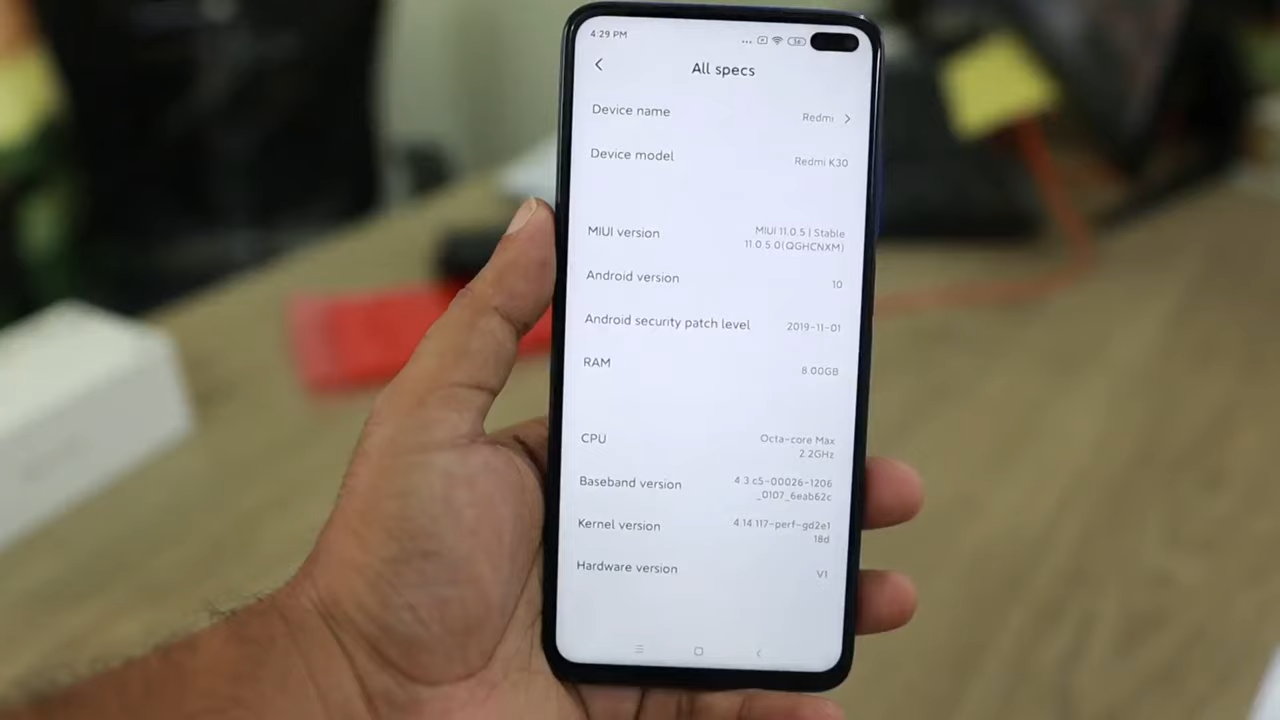 4:29 PM
All specs
Device name
Redmi
Device model
Redmi K30
MIUI version
MIUI 11.0.5 | Stable
11.0.5.0(QGHCNXM)
Android version
10
Android security patch level
2019-11-01
RAM
8.00GB
CPU
Octa-core Max
2.2GHz
Baseband version
4.3.c5-00026-1206
_0107_6eab62c
Kernel version
4.14.117-perf-gd2e1
18d
Hardware version
V1